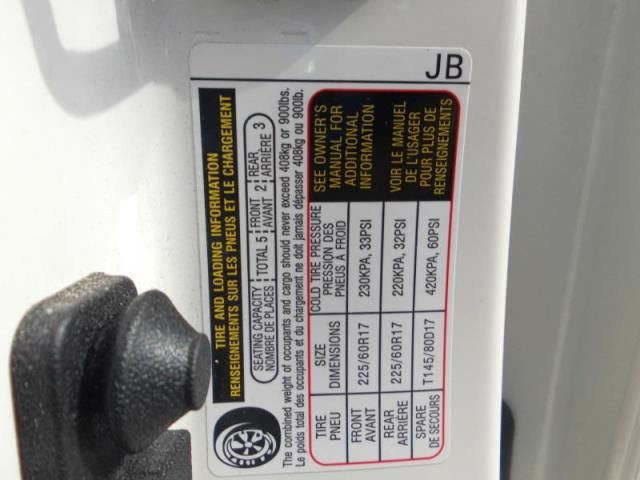 TIRE AND LOADING INFORMATION
RENSEIGNEMENTS SUR LES PNEUS ET LE CHARGEMENT
SEATING CAPACITY TOTAL 5 FRONT 2 REAR 3
NOMBRE DE PLACES AVANT ARRIÈRE
The combined weight of occupants and cargo should never exceed 408kg or 900lbs.
Le poids total des occupants et du chargement ne doit jamais dépasser 408kg ou 900lb.
TIRE
PNEU
SIZE
DIMENSIONS
COLD TIRE PRESSURE
PRESSION DES
PNEUS A FROID
FRONT
AVANT
225/60R17
230KPA, 33PSI
REAR
ARRIÈRE
225/60R17
220KPA, 32PSI
SPARE
DE SECOURS
T145/80D17
420KPA, 60PSI
SEE OWNER'S
MANUAL FOR
ADDITIONAL
INFORMATION
VOIR LE MANUEL
DE L'USAGER
POUR PLUS DE
RENSEIGNEMENTS
JB